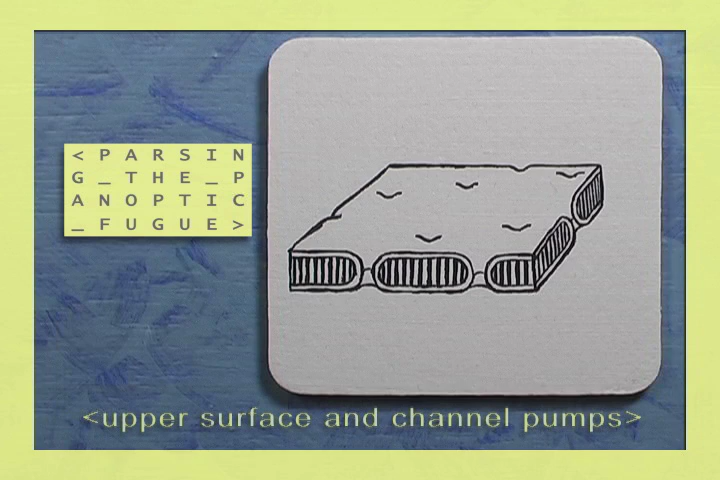 < P A R S I N
G _ T H E _ P
A N O P T I C
_ F U G U E >
<upper surface and channel pumps>